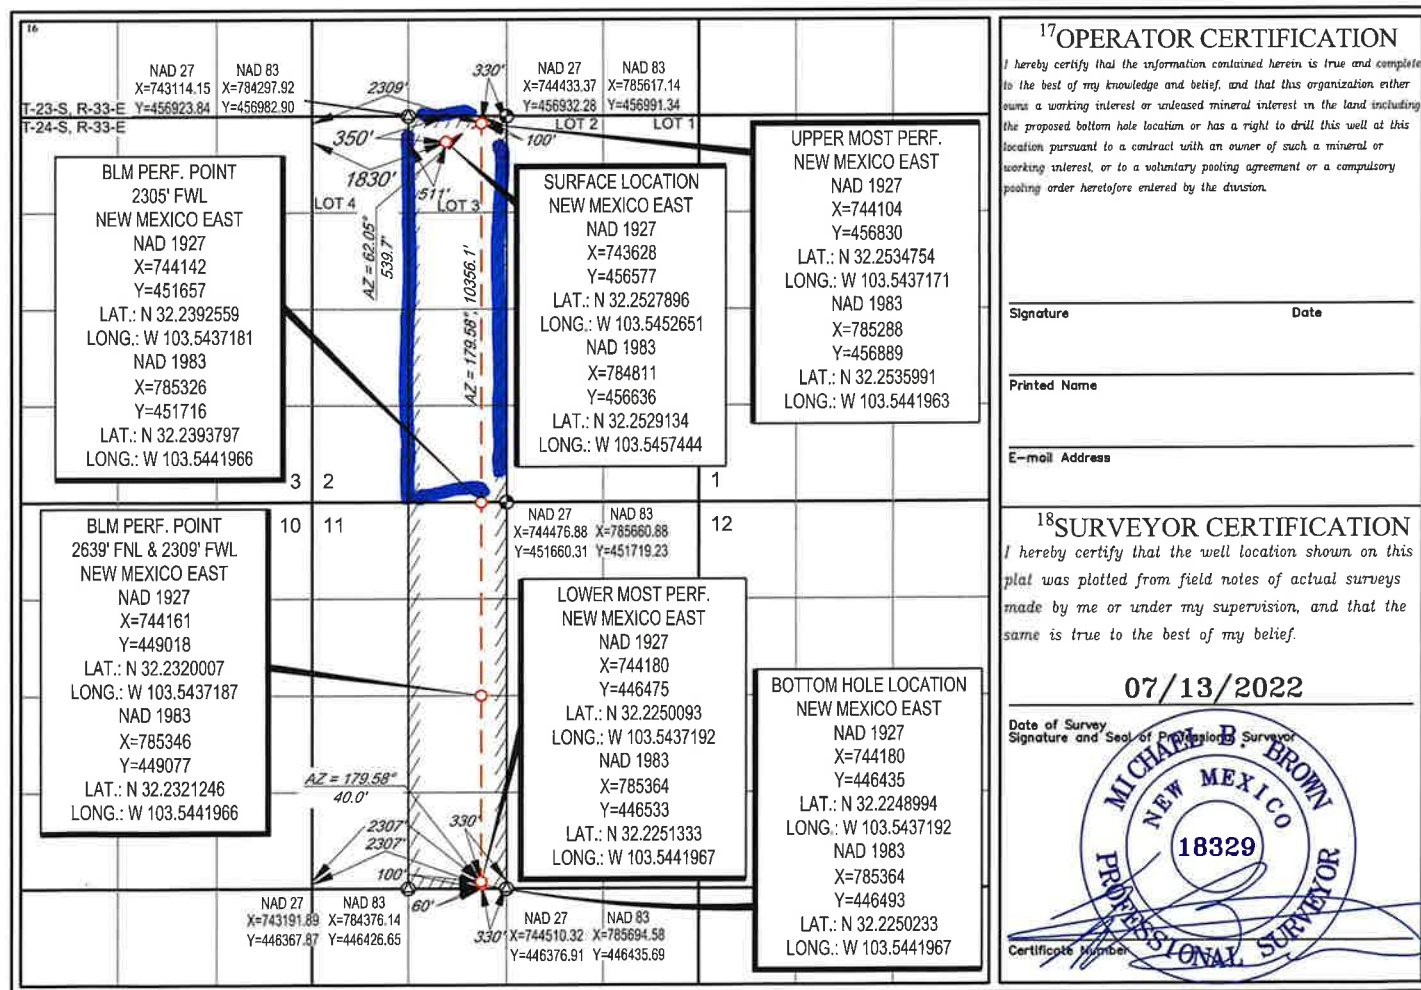 16
NAD 27 NAD 83
X=743114.15 X=784297.92
Y=456923.84 Y=456982.90
T-23-S, R-33-E
T-24-S, R-33-E
2309'
330'
NAD 27 NAD 83
X=744433.37 X=785617.14
Y=456932.28 Y=456991.34
LOT 2 LOT 1
100'
350'
1830'
511'
LOT 4 LOT 3
AZ = 62.05°
539.7'
AZ = 179.58°, 10356.1'
BLM PERF. POINT
2305' FWL
NEW MEXICO EAST
NAD 1927
X=744142
Y=451657
LAT.: N 32.2392559
LONG.: W 103.5437181
NAD 1983
X=785326
Y=451716
LAT.: N 32.2393797
LONG.: W 103.5441966
SURFACE LOCATION
NEW MEXICO EAST
NAD 1927
X=743628
Y=456577
LAT.: N 32.2527896
LONG.: W 103.5452651
NAD 1983
X=784811
Y=456636
LAT.: N 32.2529134
LONG.: W 103.5457444
UPPER MOST PERF.
NEW MEXICO EAST
NAD 1927
X=744104
Y=456830
LAT.: N 32.2534754
LONG.: W 103.5437171
NAD 1983
X=785288
Y=456889
LAT.: N 32.2535991
LONG.: W 103.5441963
3 2
1
10 11
12
NAD 27 NAD 83
X=744476.88 X=785660.88
Y=451660.31 Y=451719.23
BLM PERF. POINT
2639' FNL & 2309' FWL
NEW MEXICO EAST
NAD 1927
X=744161
Y=449018
LAT.: N 32.2320007
LONG.: W 103.5437187
NAD 1983
X=785346
Y=449077
LAT.: N 32.2321246
LONG.: W 103.5441966
LOWER MOST PERF.
NEW MEXICO EAST
NAD 1927
X=744180
Y=446475
LAT.: N 32.2250093
LONG.: W 103.5437192
NAD 1983
X=785364
Y=446533
LAT.: N 32.2251333
LONG.: W 103.5441967
BOTTOM HOLE LOCATION
NEW MEXICO EAST
NAD 1927
X=744180
Y=446435
LAT.: N 32.2248994
LONG.: W 103.5437192
NAD 1983
X=785364
Y=446493
LAT.: N 32.2250233
LONG.: W 103.5441967
AZ = 179.58°
40.0'
2307'
2307'
330'
100'
60'
330'
NAD 27 NAD 83
X=743191.89 X=784376.14
Y=446367.87 Y=446426.65
NAD 27 NAD 83
X=744510.32 X=785694.58
Y=446376.91 Y=446435.69
17 OPERATOR CERTIFICATION
I hereby certify that the information contained herein is true and complete
to the best of my knowledge and belief, and that this organization either
owns a working interest or unleased mineral interest in the land including
the proposed bottom hole location or has a right to drill this well at this
location pursuant to a contract with an owner of such a mineral or
working interest, or to a voluntary pooling agreement or a compulsory
pooling order heretofore entered by the division.
Signature Date
Printed Name
E-mail Address
18 SURVEYOR CERTIFICATION
I hereby certify that the well location shown on this
plat was plotted from field notes of actual surveys
made by me or under my supervision, and that the
same is true to the best of my belief.
07/13/2022
Date of Survey
Signature and Seal of Professional Surveyor
MICHAEL B. BROWN
NEW MEXICO
18329
PROFESSIONAL SURVEYOR
Certificate Number